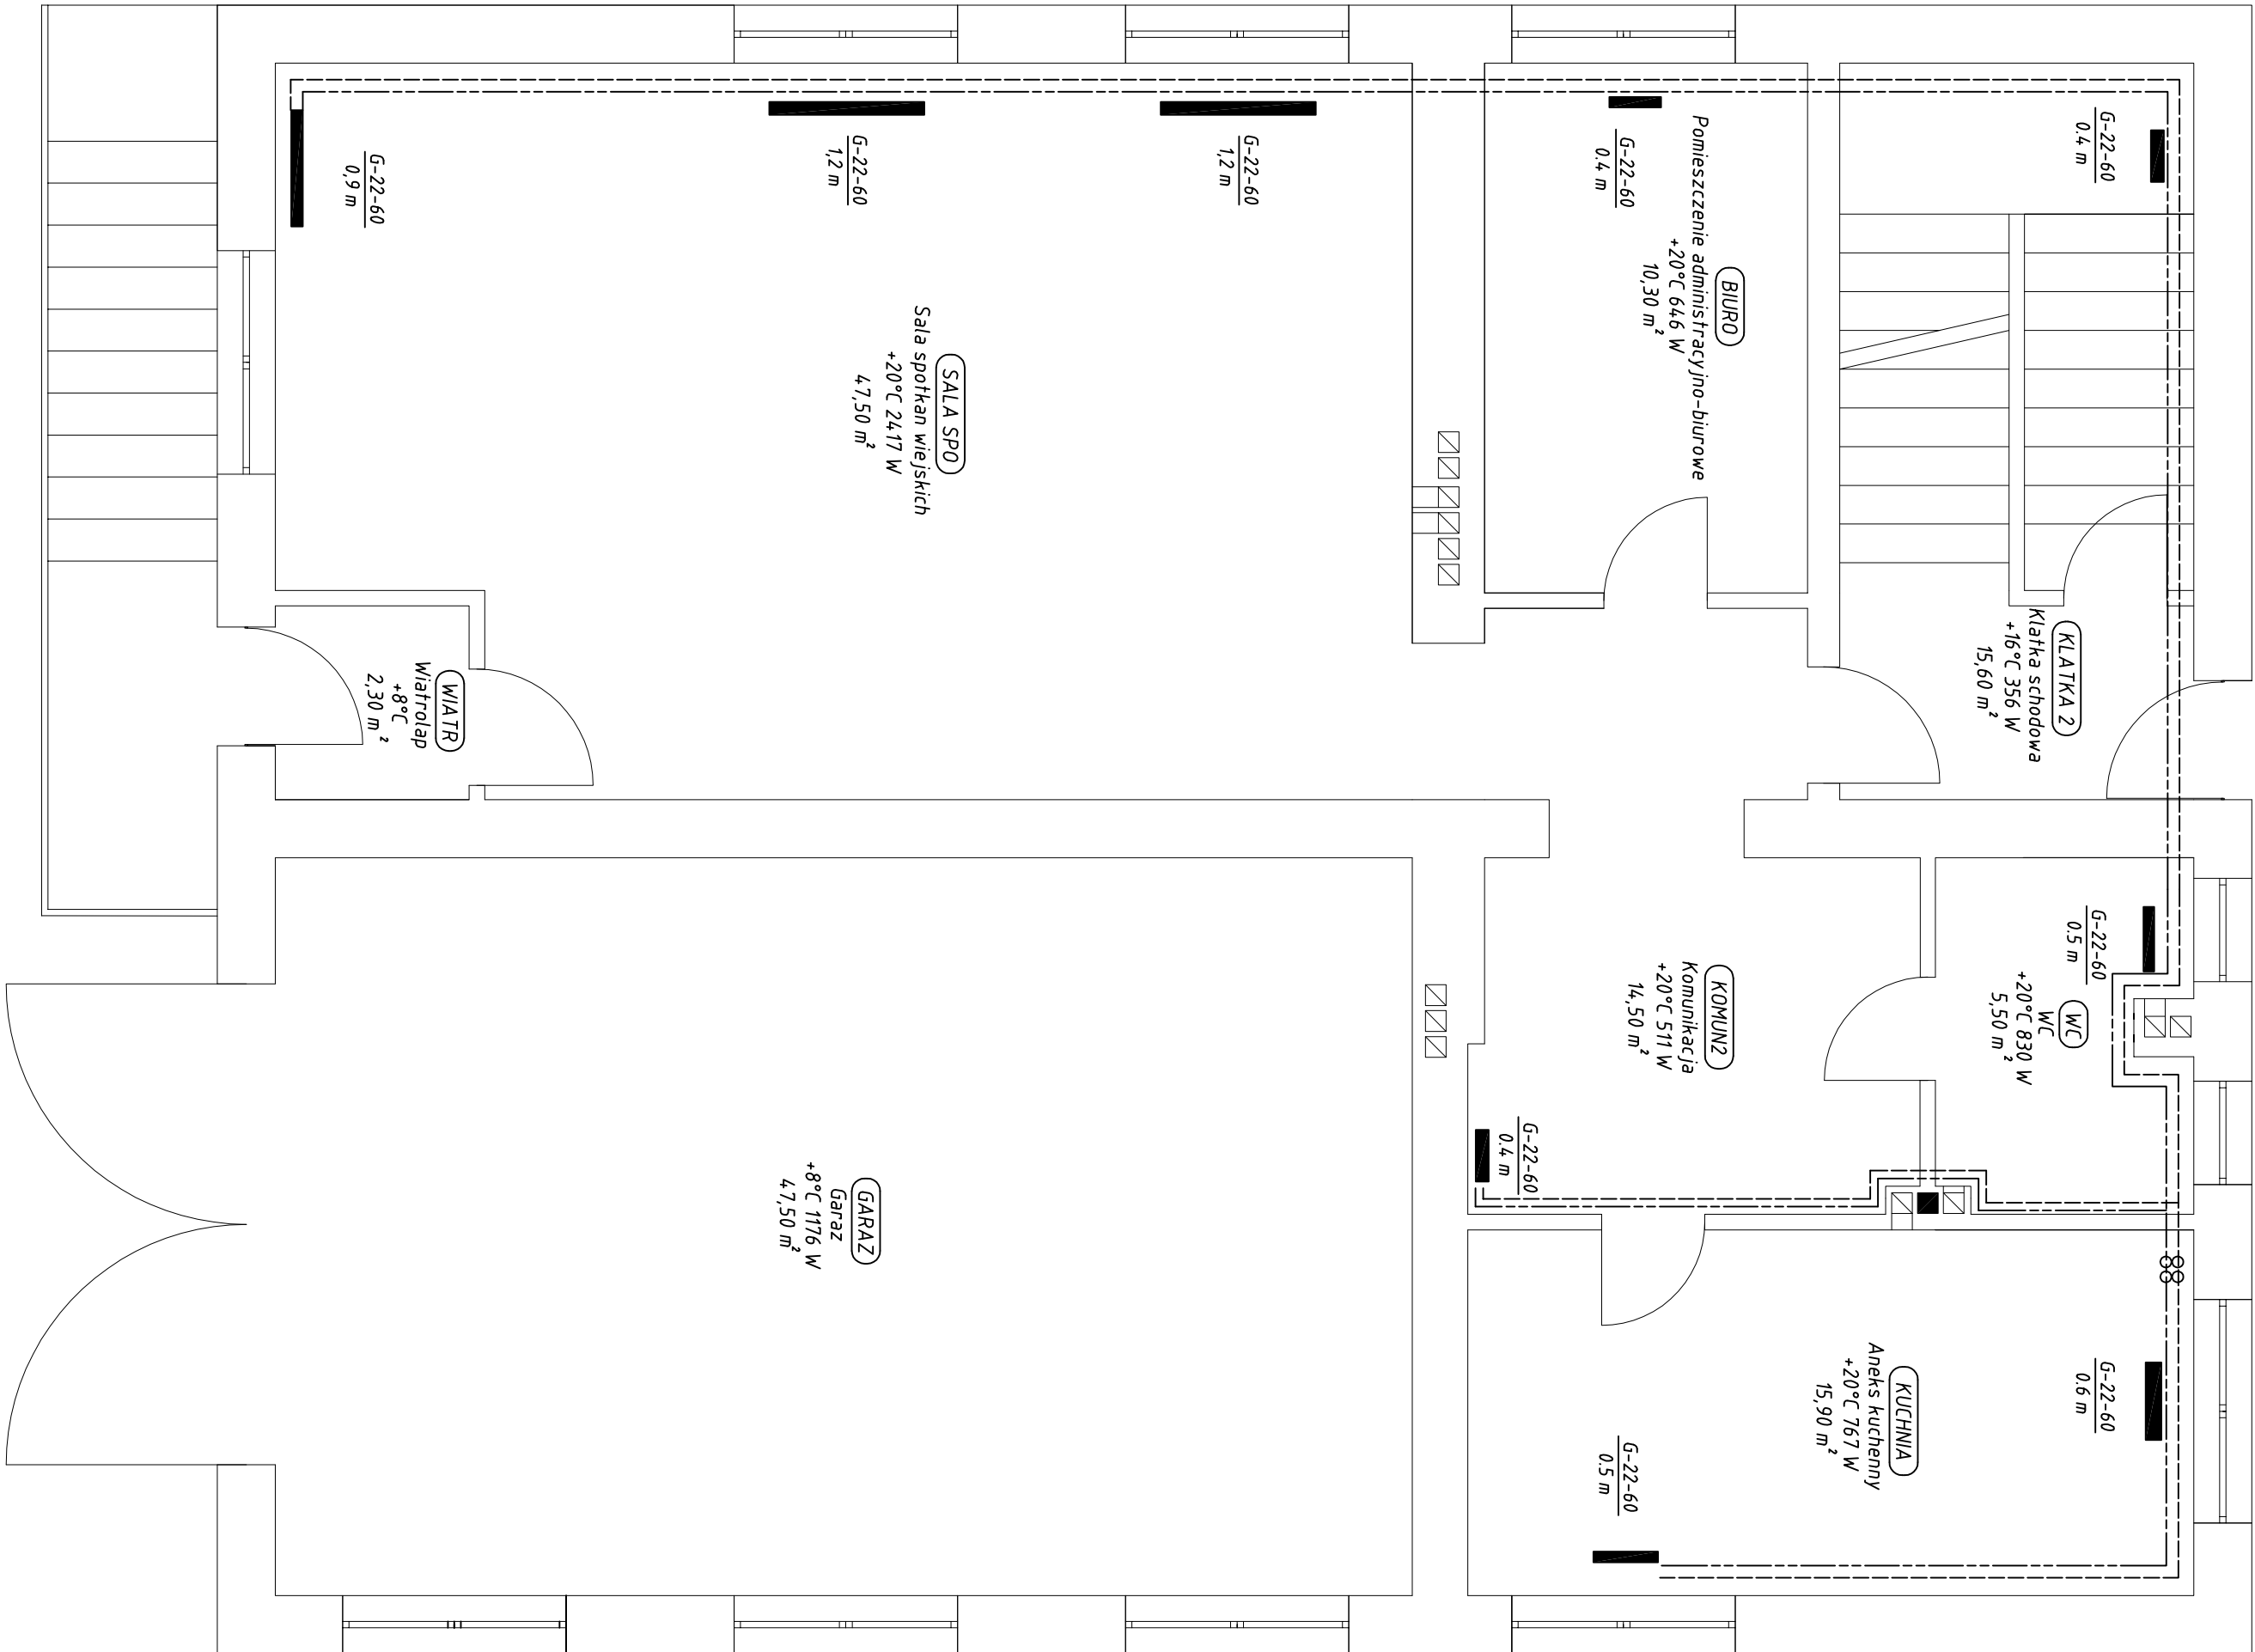 G-22-60
0.4 m
G-22-60
0.4 m
G-22-60
1,2 m
G-22-60
1,2 m
G-22-60
0,9 m
BIURO
Pomieszczenie administracyjno-biurowe
+20°C 646 W
10,30 m²
SALA SPO
Sala spotkan wiejskich
+20°C 2417 W
47,50 m²
KLATKA 2
Klatka schodowa
+16°C 356 W
15,60 m²
WIATR
Wiatrolap
+8°C
2,30 m²
G-22-60
0.5 m
WC
WC
+20°C 830 W
5,50 m²
KOMUN2
Komunikacja
+20°C 511 W
14,50 m²
G-22-60
0.4 m
GARAZ
Garaz
+8°C 1176 W
47,50 m²
G-22-60
0.6 m
KUCHNIA
Aneks kuchenny
+20°C 767 W
15,90 m²
G-22-60
0.5 m